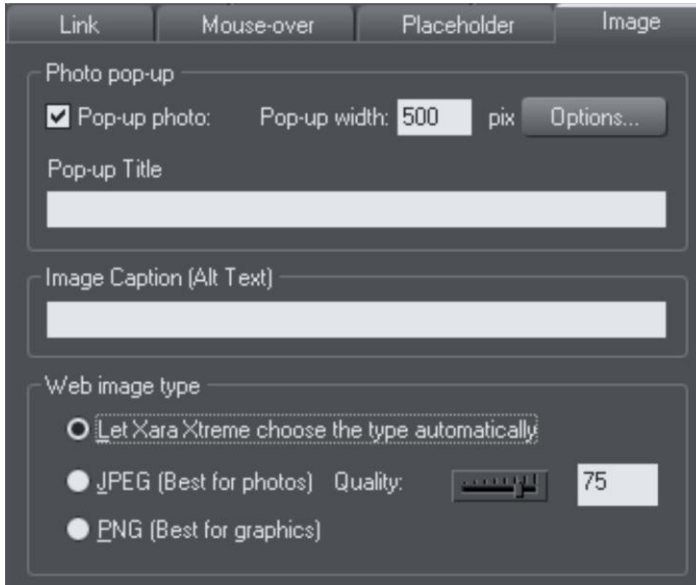 Link Mouse-over Placeholder Image
Photo pop-up
Pop-up photo: Pop-up width: 500 pix Options...
Pop-up Title
Image Caption (Alt Text)
Web image type
Let Xara Xtreme choose the type automatically
JPEG (Best for photos) Quality: 75
PNG (Best for graphics)